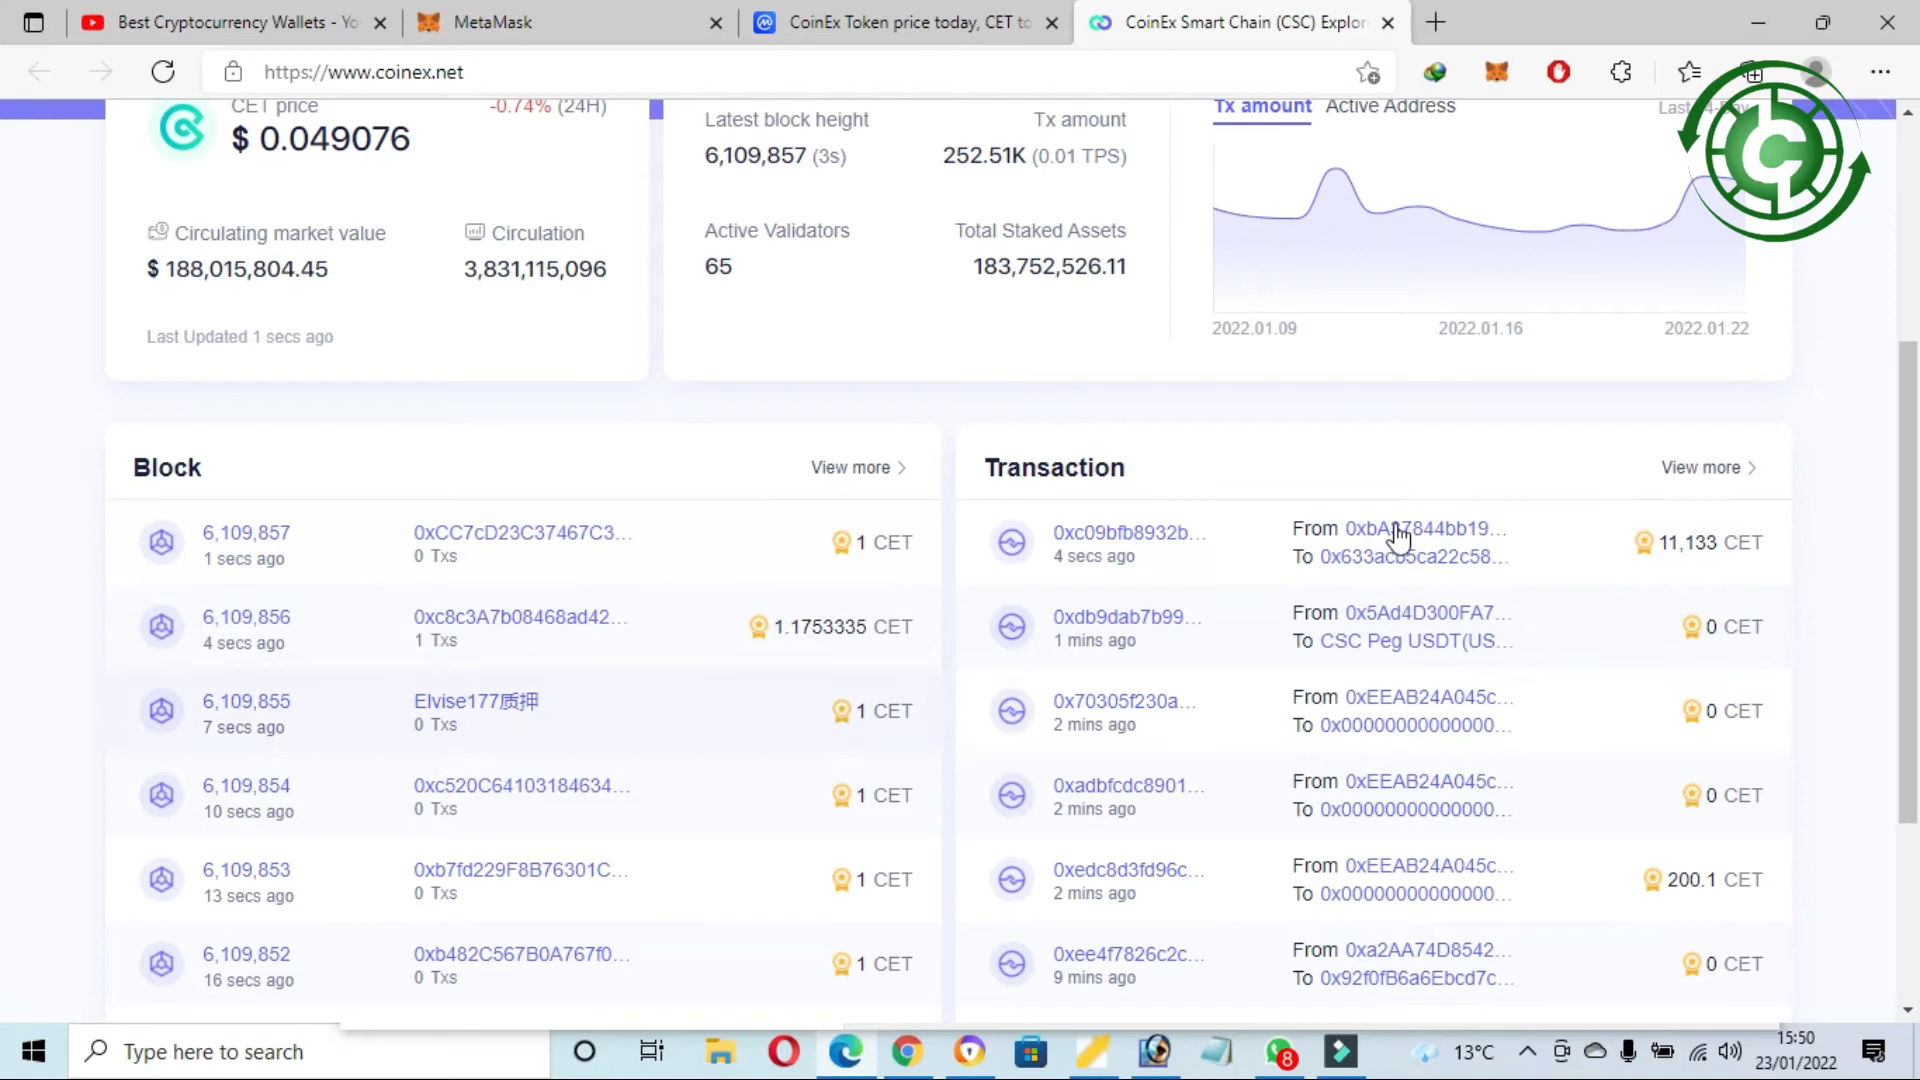 Best Cryptocurrency Wallets - Yo
MetaMask
CoinEx Token price today, CET to
CoinEx Smart Chain (CSC) Explor
https://www.coinex.net
CET price
-0.74% (24H)
$ 0.049076
Circulating market value
Circulation
$ 188,015,804.45
3,831,115,096
Last Updated 1 secs ago
Latest block height
Tx amount
6,109,857 (3s)
252.51K (0.01 TPS)
Active Validators
Total Staked Assets
65
183,752,526.11
Tx amount
Active Address
2022.01.09
2022.01.16
2022.01.22
Block
View more
6,109,857
0xCC7cD23C37467C3...
1 secs ago
0 Txs
1 CET
6,109,856
0xc8c3A7b08468ad42...
4 secs ago
1 Txs
1.1753335 CET
6,109,855
Elvise177质押
7 secs ago
0 Txs
1 CET
6,109,854
0xc520C64103184634...
10 secs ago
0 Txs
1 CET
6,109,853
0xb7fd229F8B76301C...
13 secs ago
0 Txs
1 CET
6,109,852
0xb482C567B0A767f0...
16 secs ago
0 Txs
1 CET
Transaction
View more
0xc09bfb8932b...
4 secs ago
From
To
11,133 CET
0xdb9dab7b99...
1 mins ago
From 0x5Ad4D300FA7...
To CSC Peg USDT(US...
0 CET
0x70305f230a...
2 mins ago
From 0xEEAB24A045c...
To 0x00000000000000...
0 CET
0xadbfcdc8901...
2 mins ago
From 0xEEAB24A045c...
To 0x00000000000000...
0 CET
0xedc8d3fd96c...
2 mins ago
From 0xEEAB24A045c...
To 0x00000000000000...
200.1 CET
0xee4f7826c2c...
9 mins ago
From 0xa2AA74D8542...
To 0x92f0fB6a6Ebcd7c...
0 CET
Type here to search
8
13°C
15:50
23/01/2022